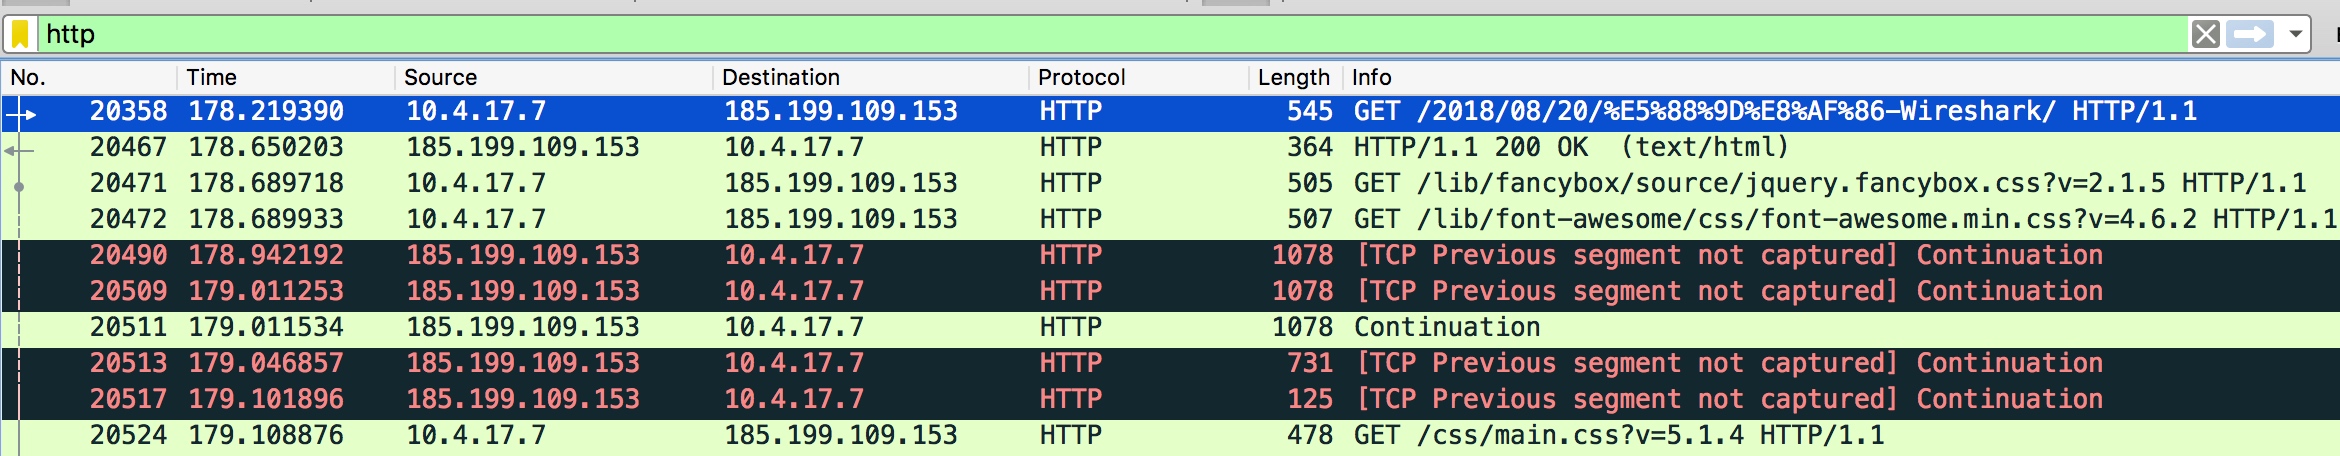 http
No. Time Source Destination Protocol Length Info
20358 178.219390 10.4.17.7 185.199.109.153 HTTP 545 GET /2018/08/20/%E5%88%9D%E8%AF%86-Wireshark/ HTTP/1.1
20467 178.650203 185.199.109.153 10.4.17.7 HTTP 364 HTTP/1.1 200 OK (text/html)
20471 178.689718 10.4.17.7 185.199.109.153 HTTP 505 GET /lib/fancybox/source/jquery.fancybox.css?v=2.1.5 HTTP/1.1
20472 178.689933 10.4.17.7 185.199.109.153 HTTP 507 GET /lib/font-awesome/css/font-awesome.min.css?v=4.6.2 HTTP/1.1
20490 178.942192 185.199.109.153 10.4.17.7 HTTP 1078 [TCP Previous segment not captured] Continuation
20509 179.011253 185.199.109.153 10.4.17.7 HTTP 1078 [TCP Previous segment not captured] Continuation
20511 179.011534 185.199.109.153 10.4.17.7 HTTP 1078 Continuation
20513 179.046857 185.199.109.153 10.4.17.7 HTTP 731 [TCP Previous segment not captured] Continuation
20517 179.101896 185.199.109.153 10.4.17.7 HTTP 125 [TCP Previous segment not captured] Continuation
20524 179.108876 10.4.17.7 185.199.109.153 HTTP 478 GET /css/main.css?v=5.1.4 HTTP/1.1